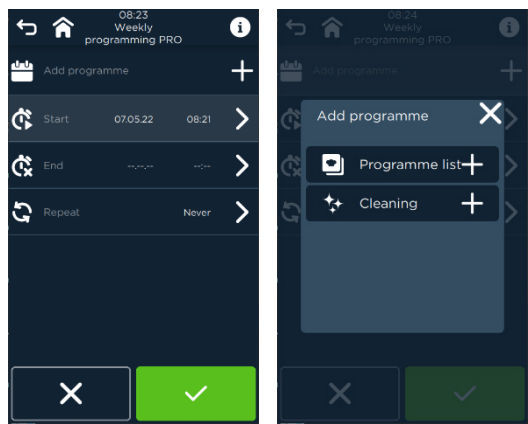 08:23
Weekly
programming PRO
Add programme
Start 07.05.22 08:21
End --.--.-- --:--
Repeat Never
08:24
Weekly
programming PRO
Add programme
Add programme
Programme list
Cleaning